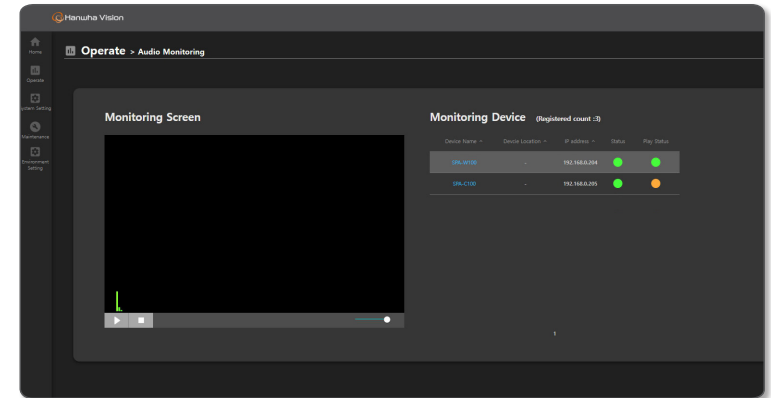 Hanwha Vision
Home
Operate > Audio Monitoring
Operate
System Setting
Maintenance
Environment
Setting
Monitoring Screen
Monitoring Device (Registered count :3)
Device Name Device Location IP address Status Play Status
SPA-W100 - 192.168.0.204
SPA-C100 - 192.168.0.205
1